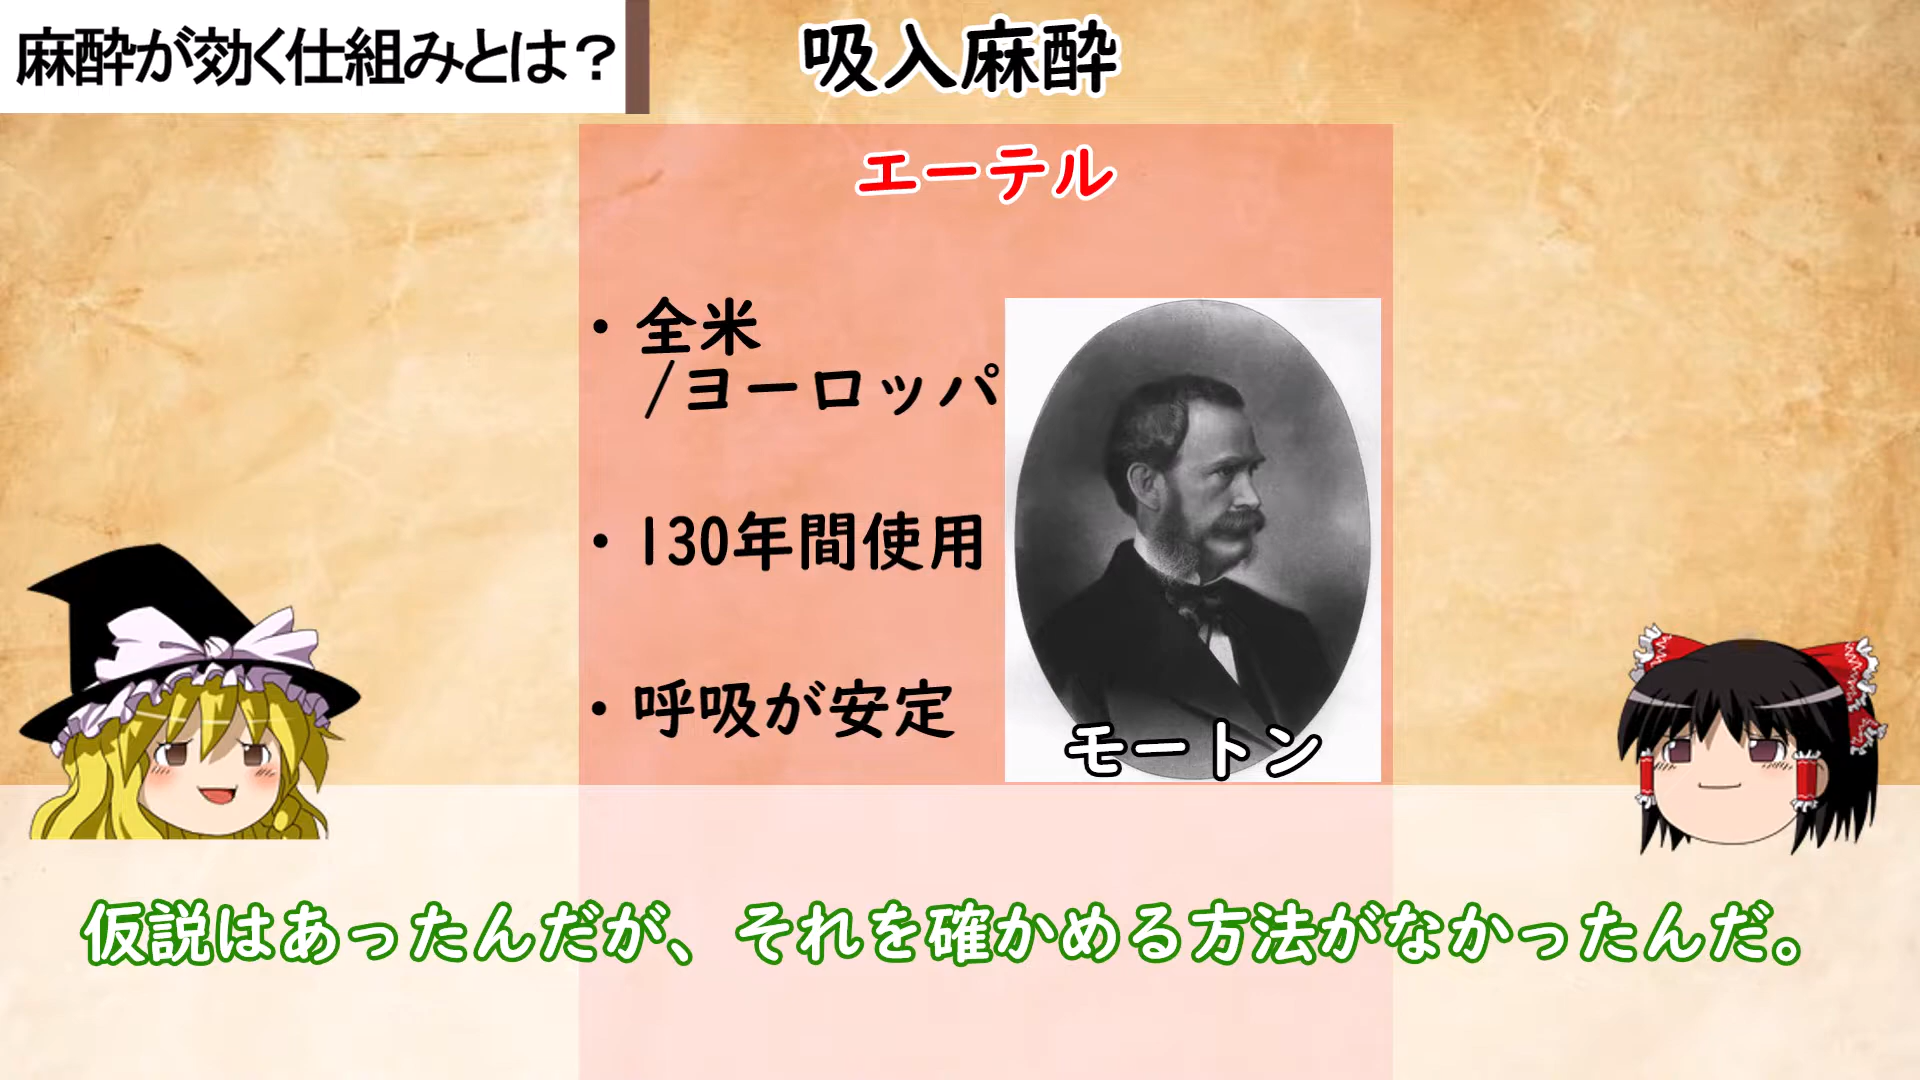 麻酔が効く仕組みとは？
吸入麻酔
エーテル
・全米
/ヨーロッパ
・130年間使用
・呼吸が安定
モートン
仮説はあったんだが、それを確かめる方法がなかったんだ。